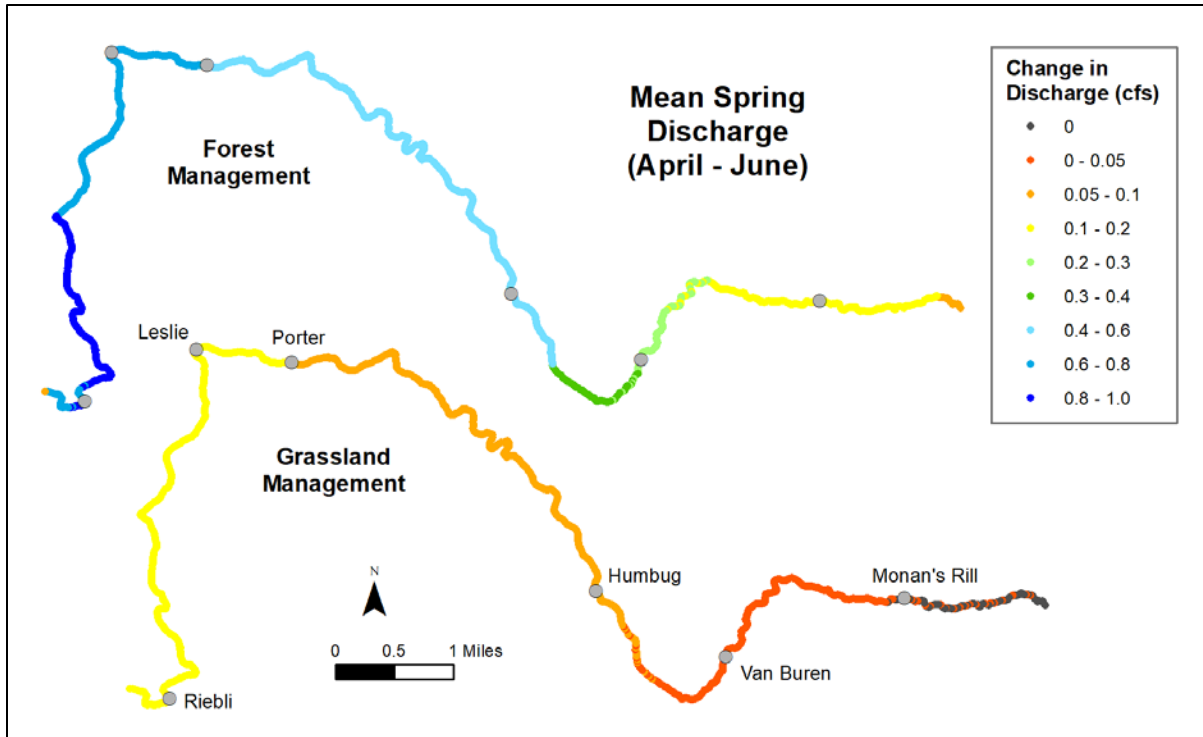 Mean Spring
Discharge
(April - June)
Forest
Management
Change in
Discharge (cfs)
0
0 - 0.05
0.05 - 0.1
0.1 - 0.2
0.2 - 0.3
0.3 - 0.4
0.4 - 0.6
0.6 - 0.8
0.8 - 1.0
Leslie
Porter
Grassland
Management
Humbug
Monan's Rill
Van Buren
Riebli
N
0 0.5 1 Miles